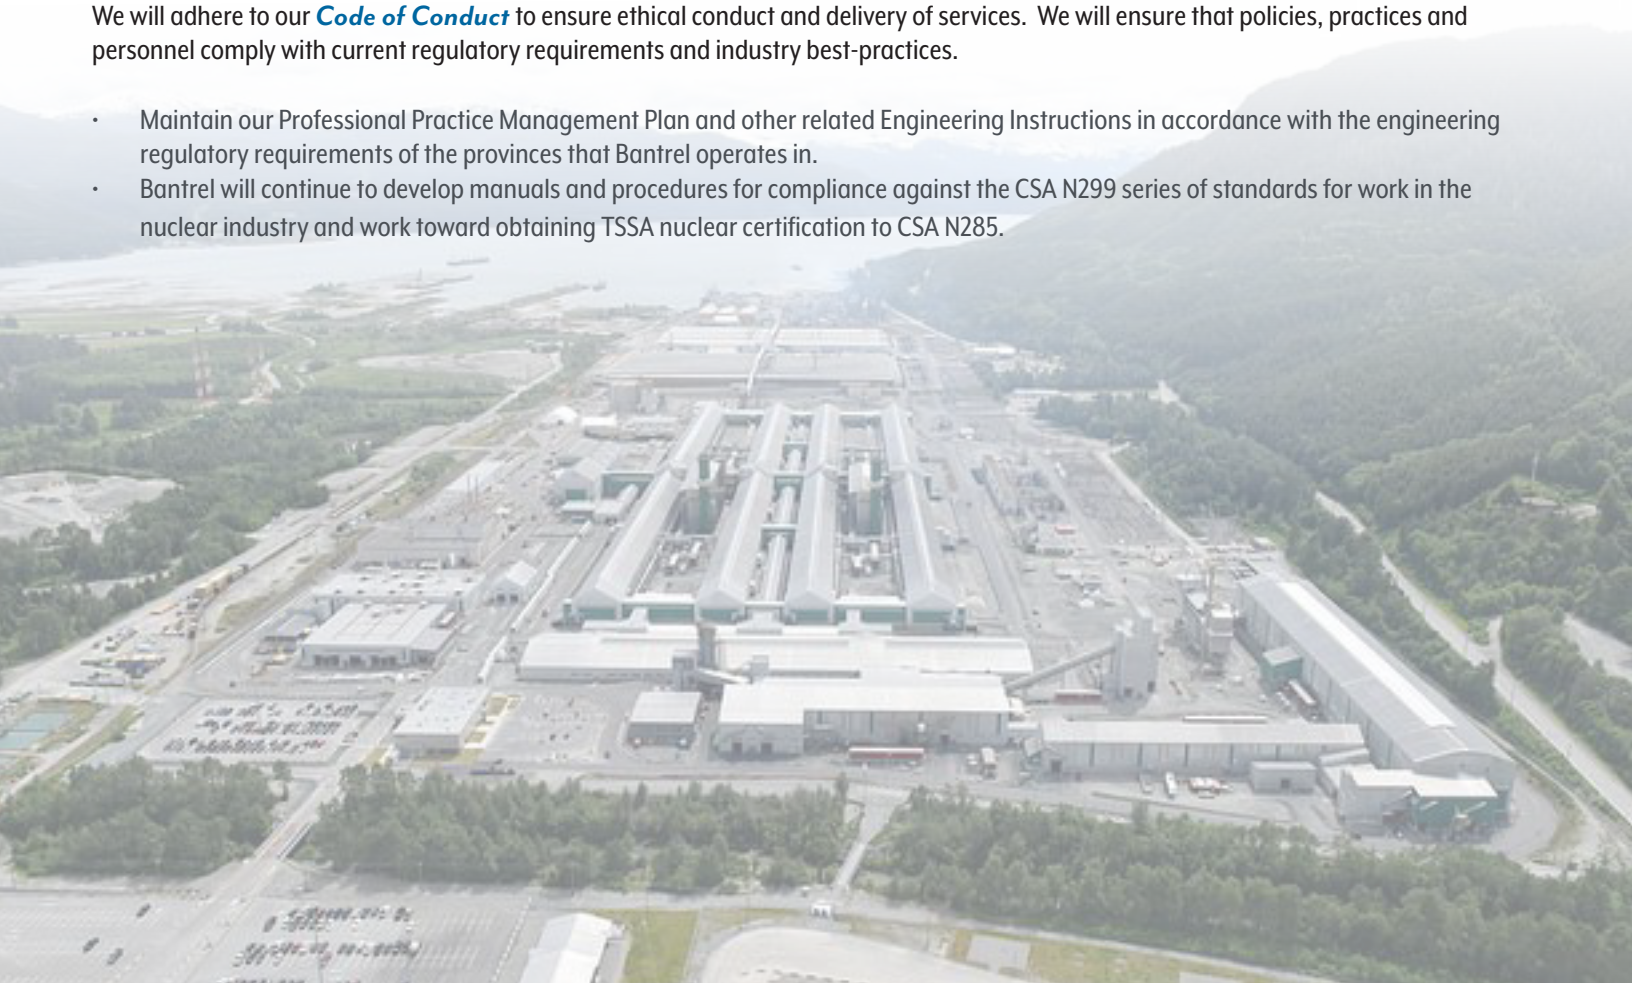 We will adhere to our Code of Conduct to ensure ethical conduct and delivery of services.  We will ensure that policies, practices and
personnel comply with current regulatory requirements and industry best-practices.
• Maintain our Professional Practice Management Plan and other related Engineering Instructions in accordance with the engineering
regulatory requirements of the provinces that Bantrel operates in.
• Bantrel will continue to develop manuals and procedures for compliance against the CSA N299 series of standards for work in the
nuclear industry and work toward obtaining TSSA nuclear certification to CSA N285.